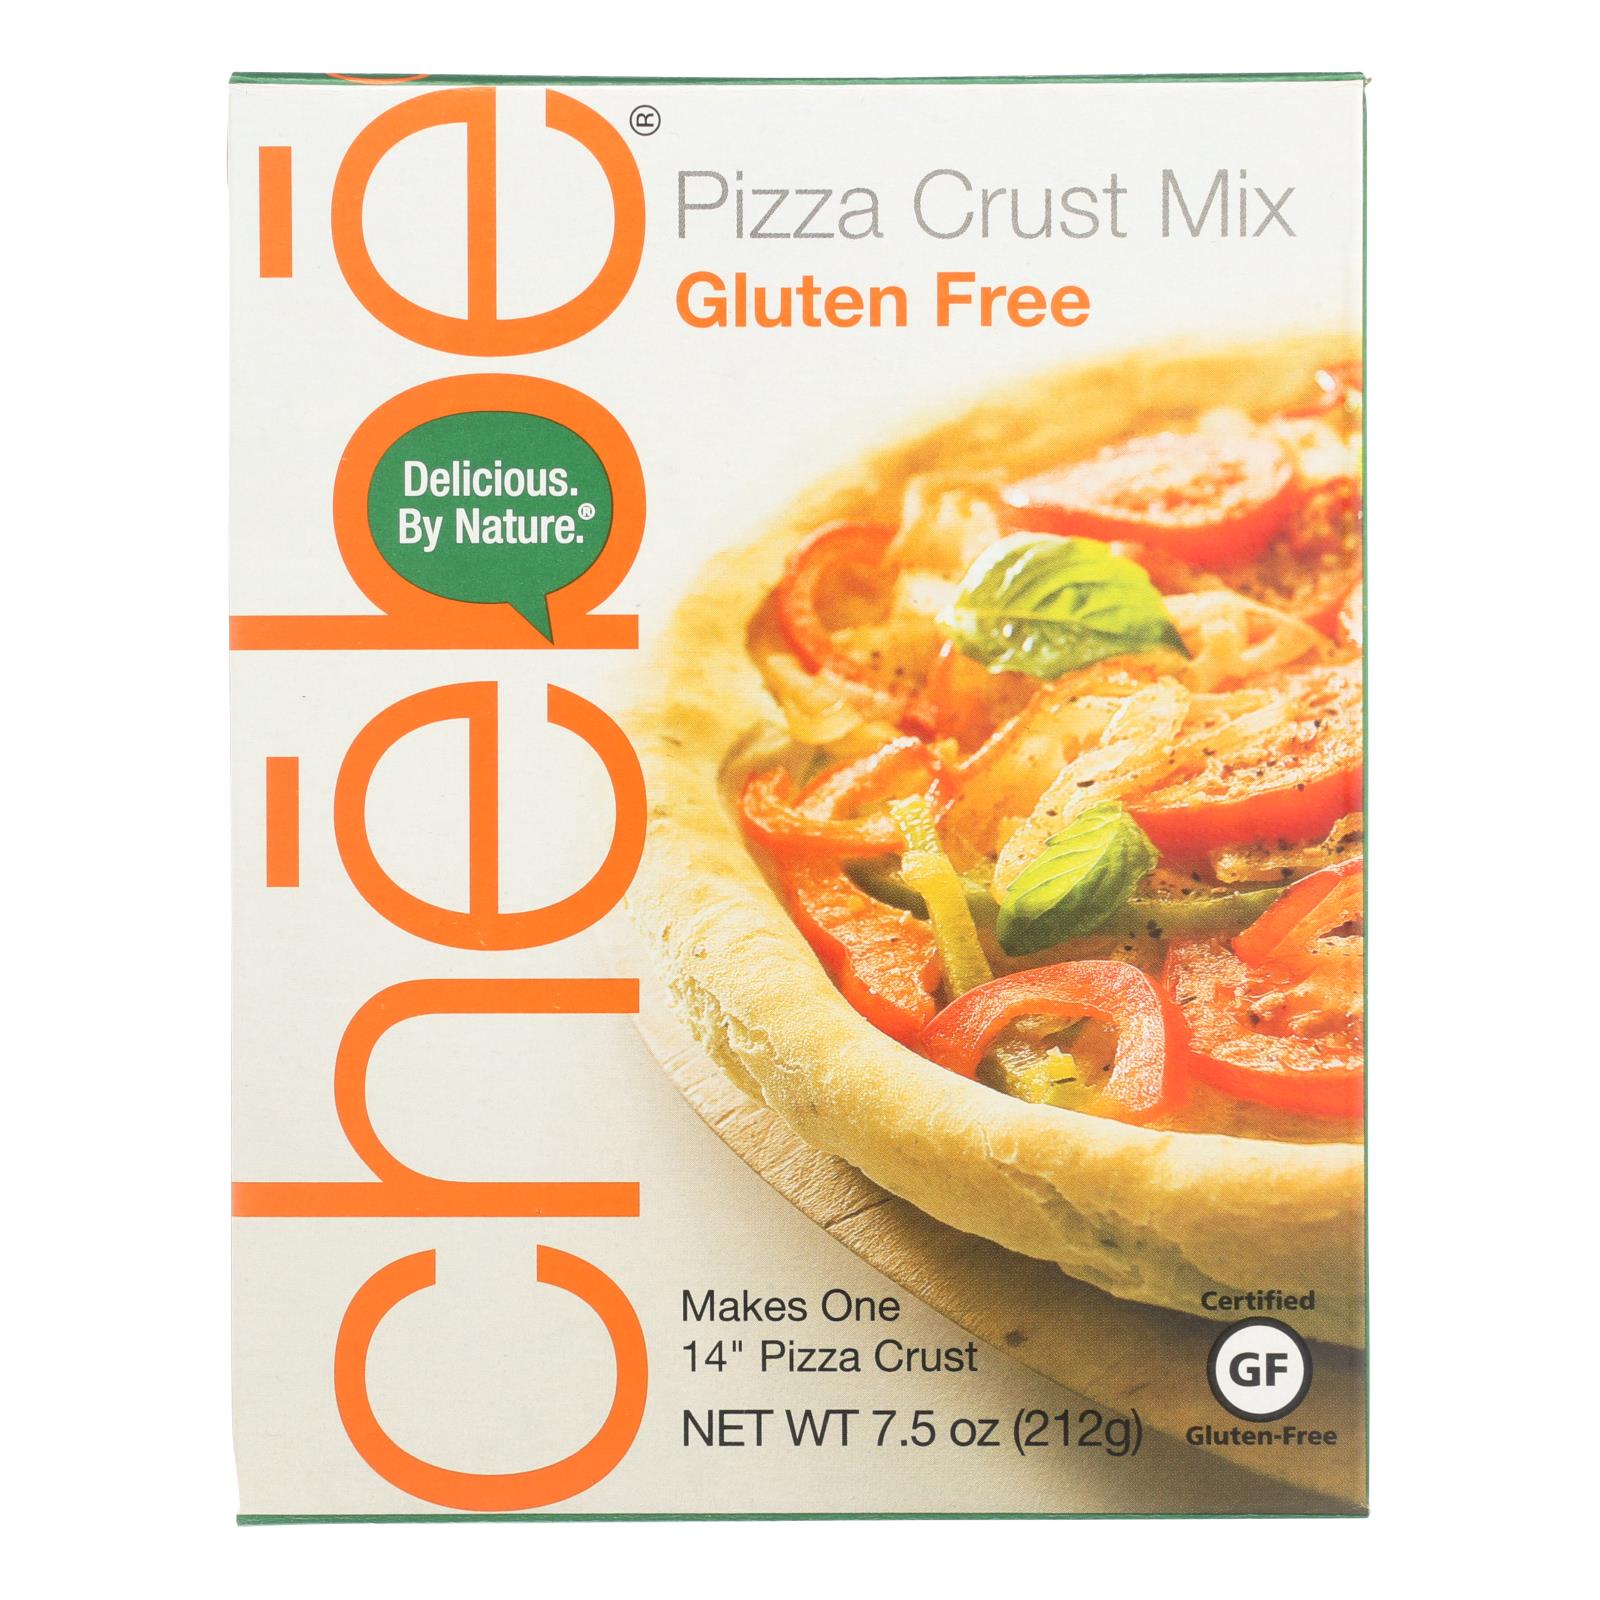 chēbē®
Pizza Crust Mix
Gluten Free
Delicious.
By Nature.®
Makes One
14" Pizza Crust
NET WT 7.5 oz (212g)
Certified
GF
Gluten-Free